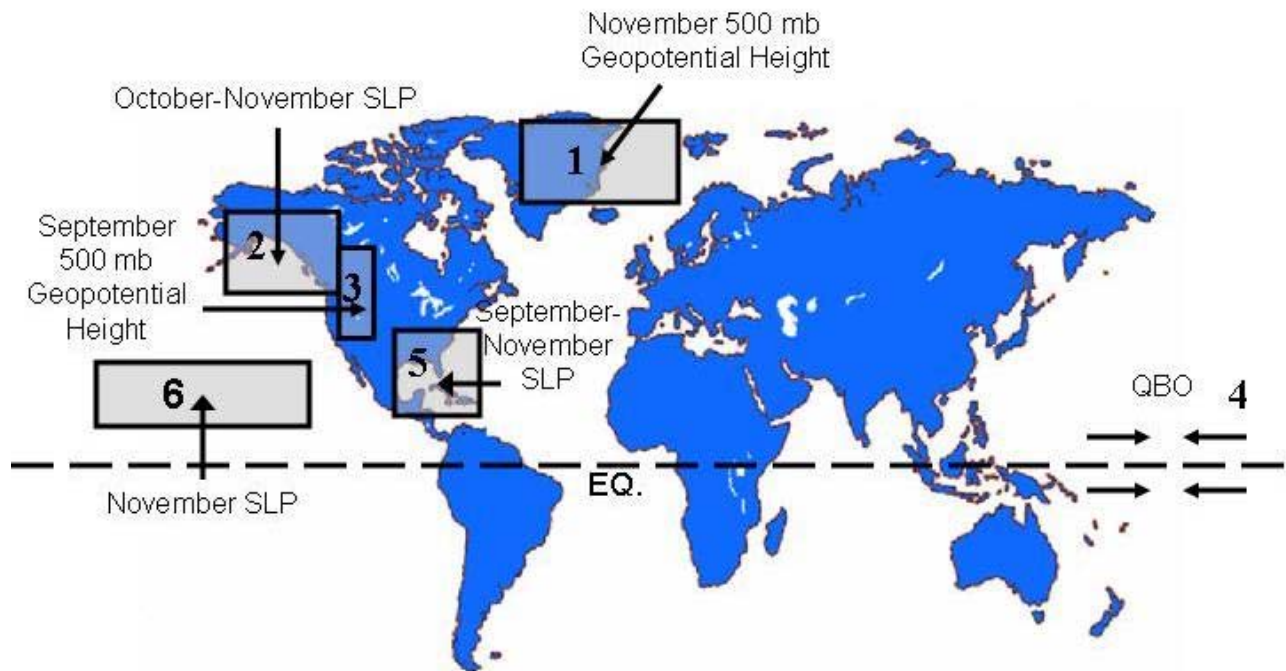 November 500 mb
Geopotential Height
October-November SLP
1
September
500 mb
Geopotential
Height
2
3
September-
November
SLP
5
6
QBO
4
EQ.
November SLP